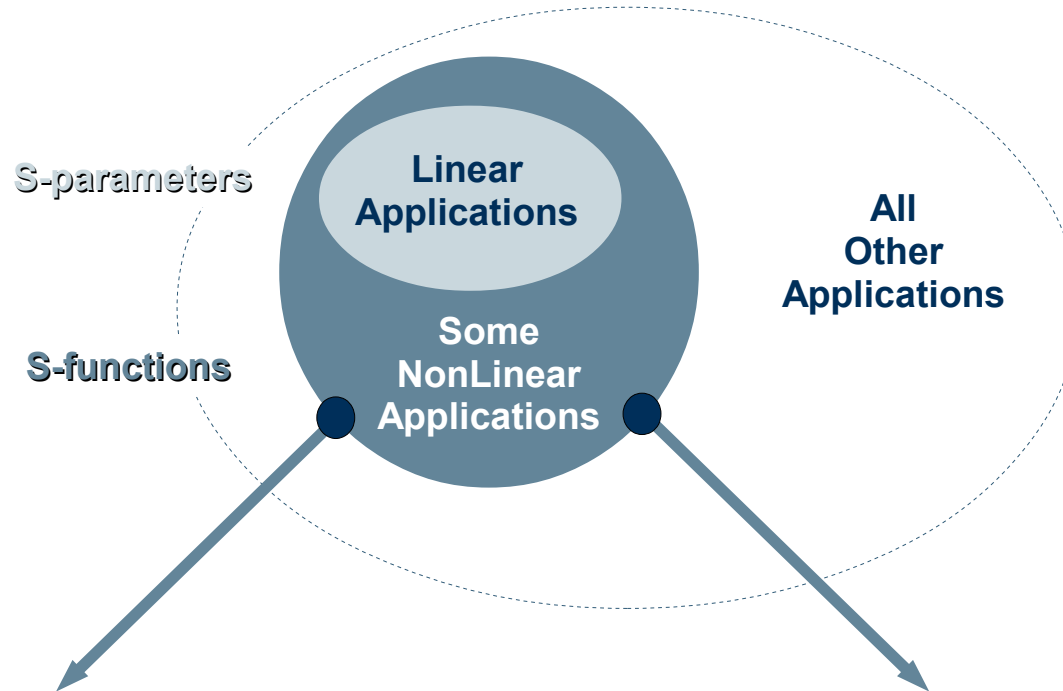 S-parameters
Linear
Applications
All
Other
Applications
S-functions
Some
NonLinear
Applications